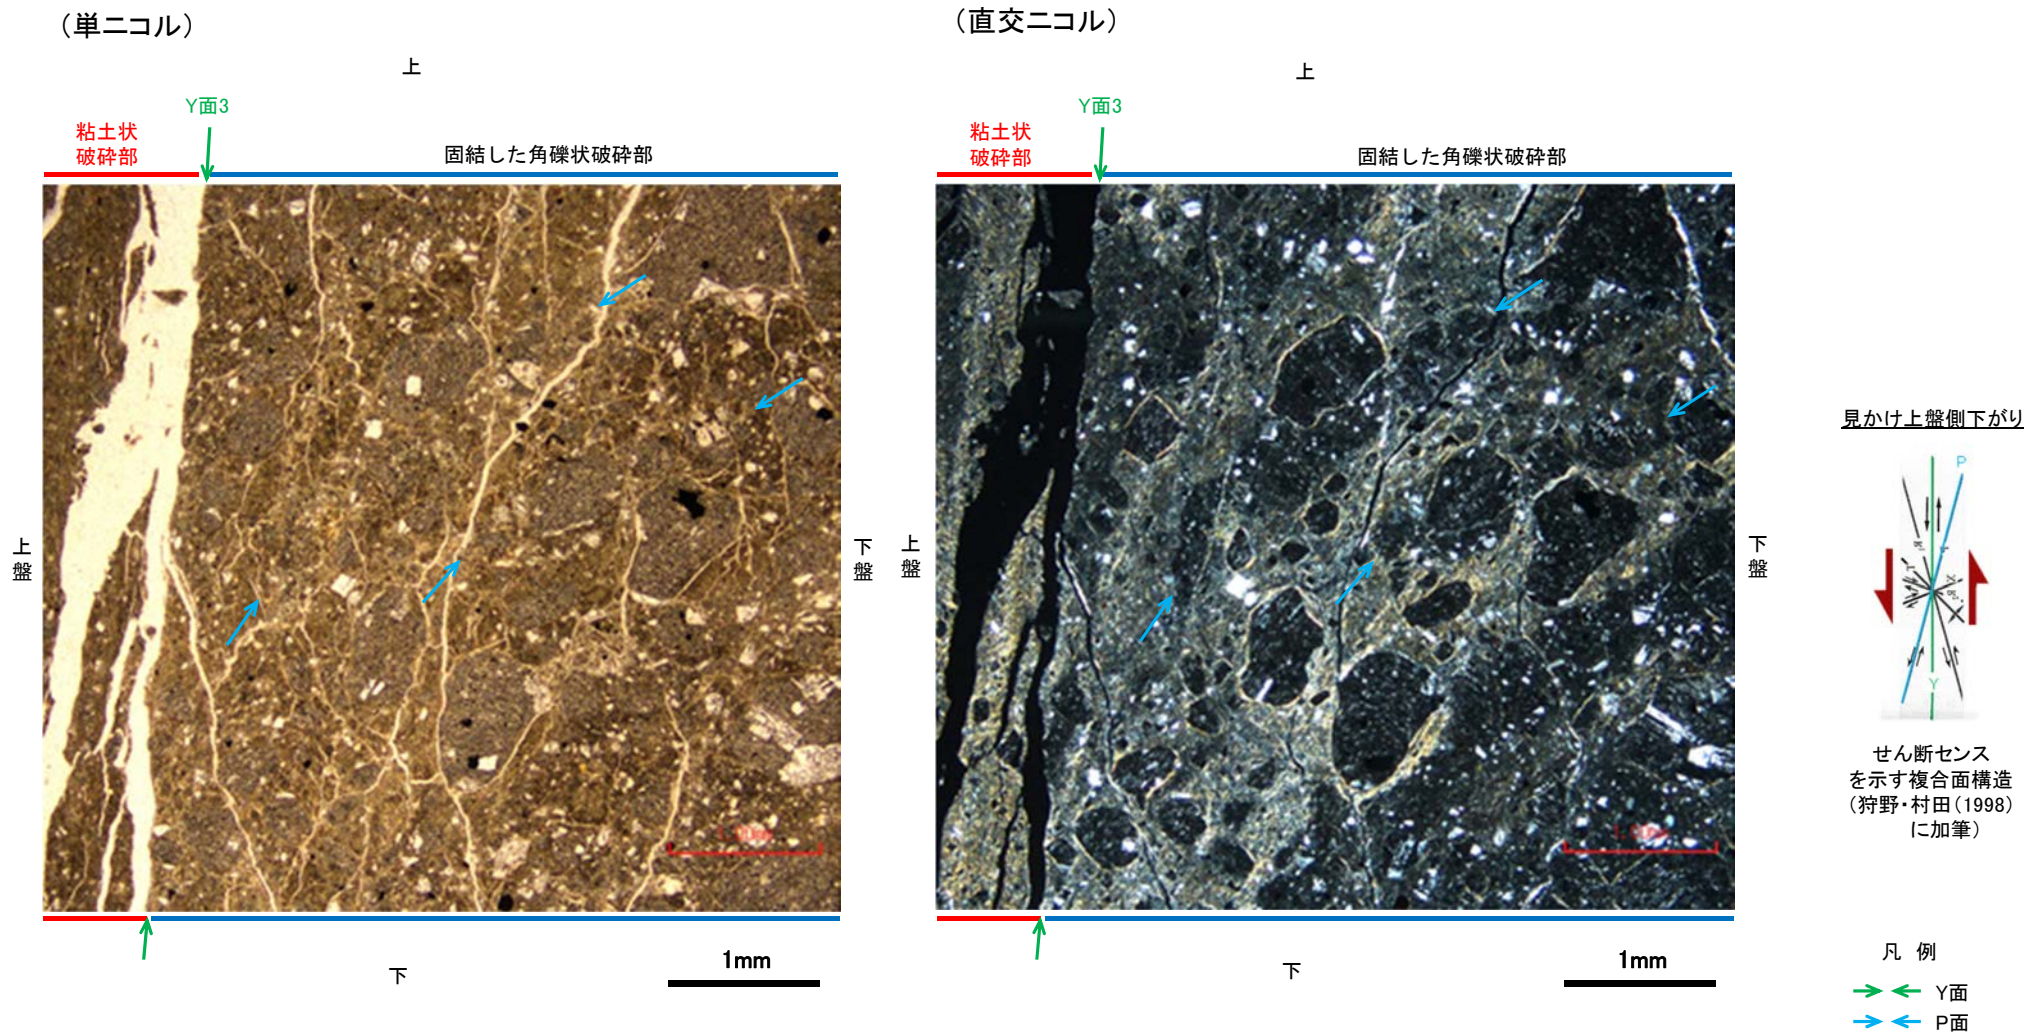 （単ニコル）
上
Y面3
粘土状
破砕部
固結した角礫状破砕部
上
盤
下
盤
1.00mm
下
1mm
（直交ニコル）
上
Y面3
粘土状
破砕部
固結した角礫状破砕部
上
盤
下
盤
1.00mm
下
1mm
見かけ上盤側下がり
P
Y
せん断センス
を示す複合面構造
（狩野・村田（1998）
に加筆）
凡 例
Y面
P面